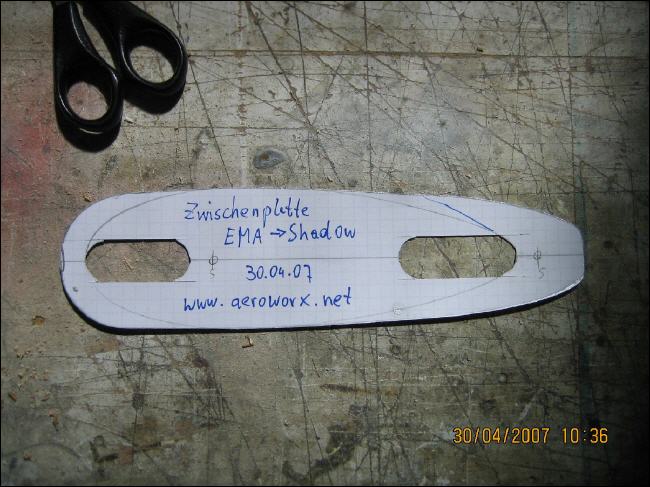 Zwischenplatte
EMA → Shadow
30.04.07
www.aeroworx.net
30/04/2007 10:36